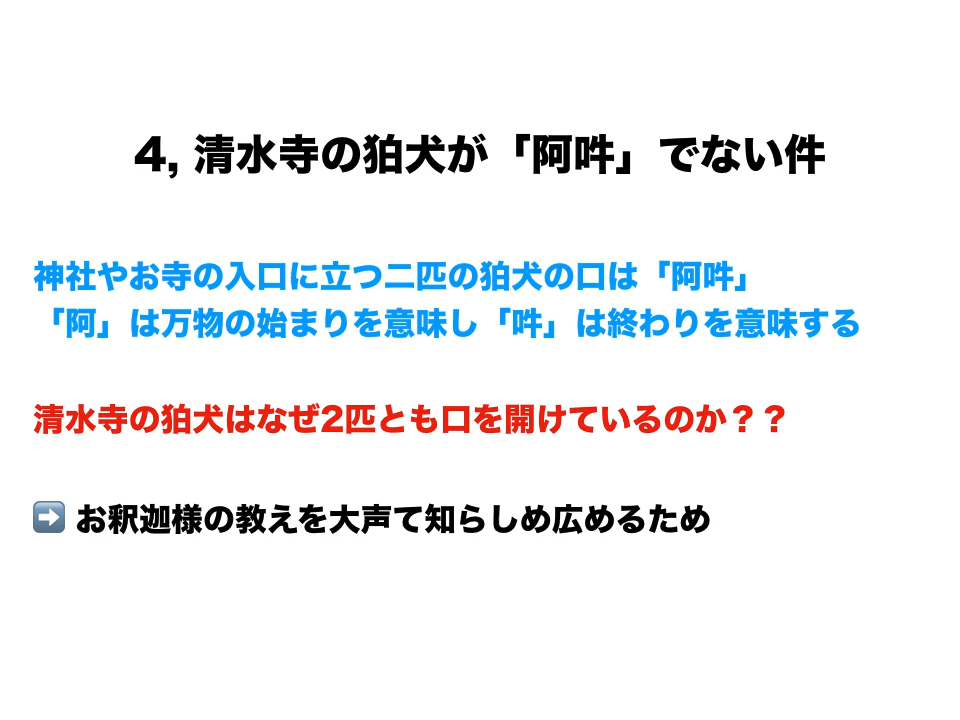 4, 清水寺の狛犬が「阿吽」でない件
神社やお寺の入口に立つ二匹の狛犬の口は「阿吽」
「阿」は万物の始まりを意味し「吽」は終わりを意味する
清水寺の狛犬はなぜ2匹とも口を開けているのか？？
➡️ お釈迦様の教えを大声て知らしめ広めるため